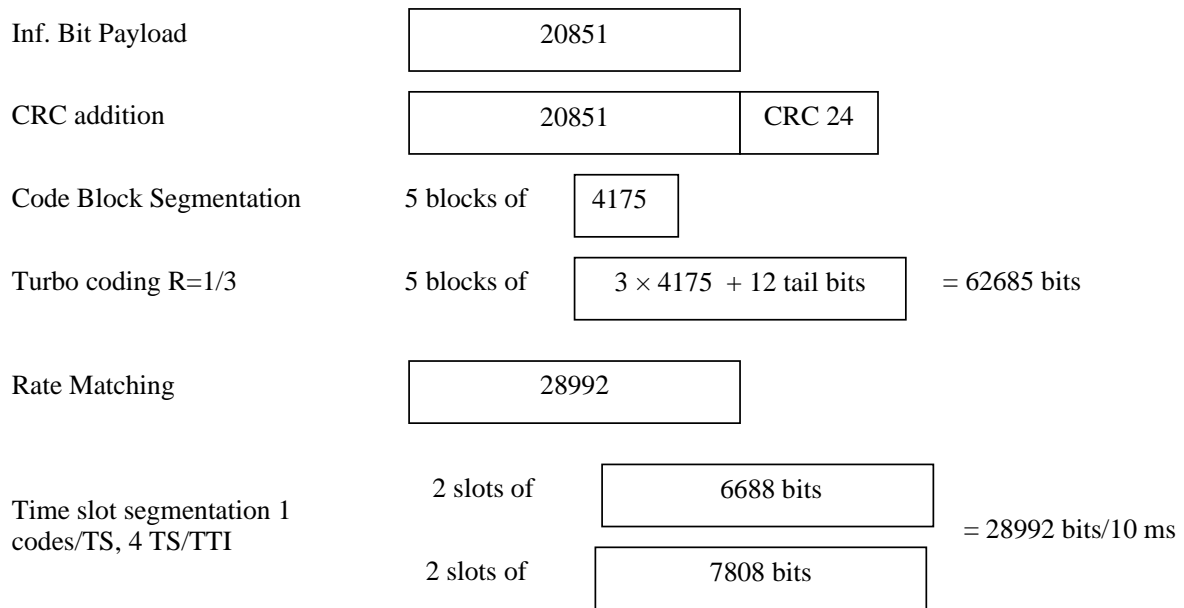 Inf. Bit Payload 20851
CRC addition 20851 CRC 24
Code Block Segmentation 5 blocks of 4175
Turbo coding R=1/3 5 blocks of 3 × 4175 + 12 tail bits = 62685 bits
Rate Matching 28992
2 slots of 6688 bits
Time slot segmentation 1
codes/TS, 4 TS/TTI = 28992 bits/10 ms
2 slots of 7808 bits